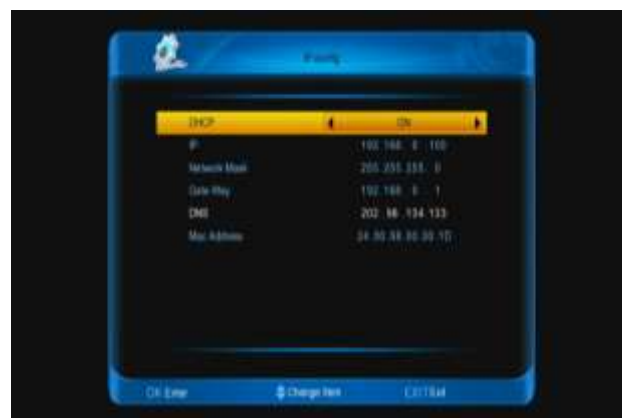 IP config
DHCP ON
IP 192. 168. 0. 100
Network Mask 255. 255. 255. 0
Gate Way 192. 168. 0. 1
DNS 202. 96 .134. 133
Mac Address
OK Enter Change Item EXIT Exit